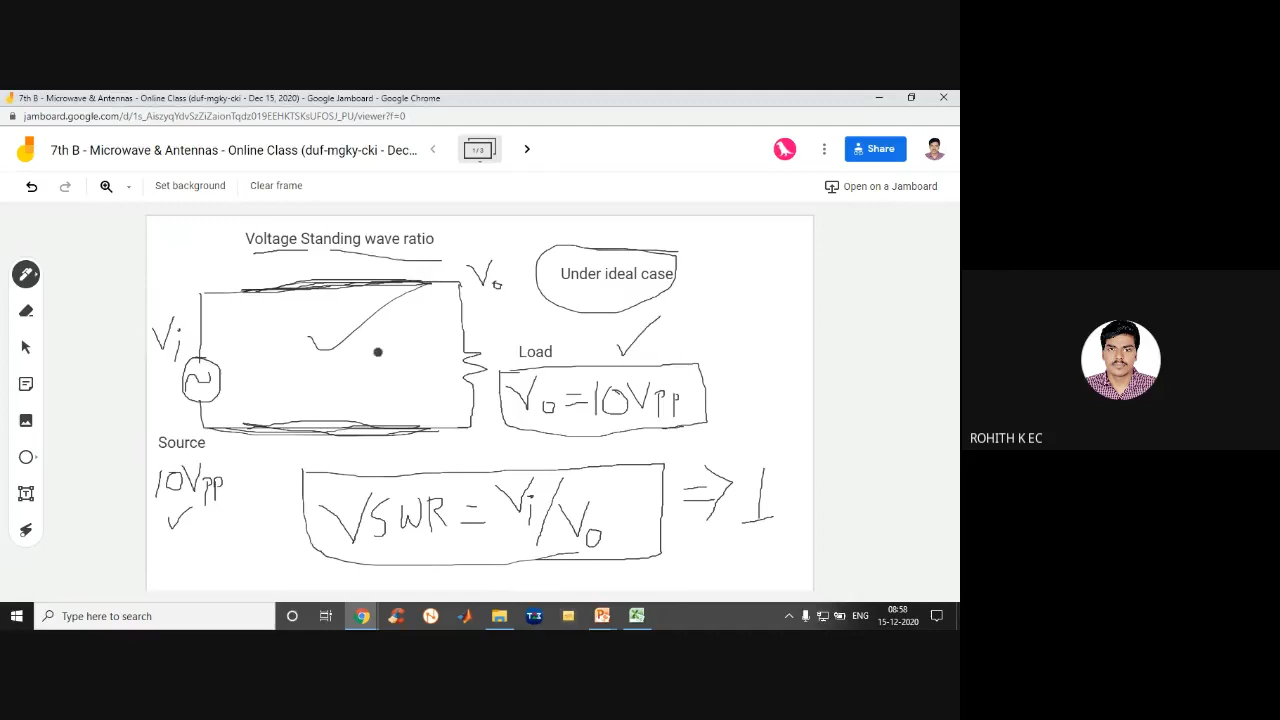 7th B - Microwave & Antennas - Online Class (duf-mgky-cki - Dec 15, 2020) - Google Jamboard - Google Chrome
jamboard.google.com/d/1s_AiszyqYdvSzZiZaionTqdz019EEHKTSKsUFOSJ_PU/viewer?f=0
7th B - Microwave & Antennas - Online Class (duf-mgky-cki - Dec...
1/3
Share
Set background
Clear frame
Open on a Jamboard
Voltage Standing wave ratio
Under ideal case
Vo
Vi
Load
Vo = 10Vpp
Source
10Vpp
VSWR = Vi/Vo => 1
ROHITH K EC
Type here to search
ENG
08:58
15-12-2020